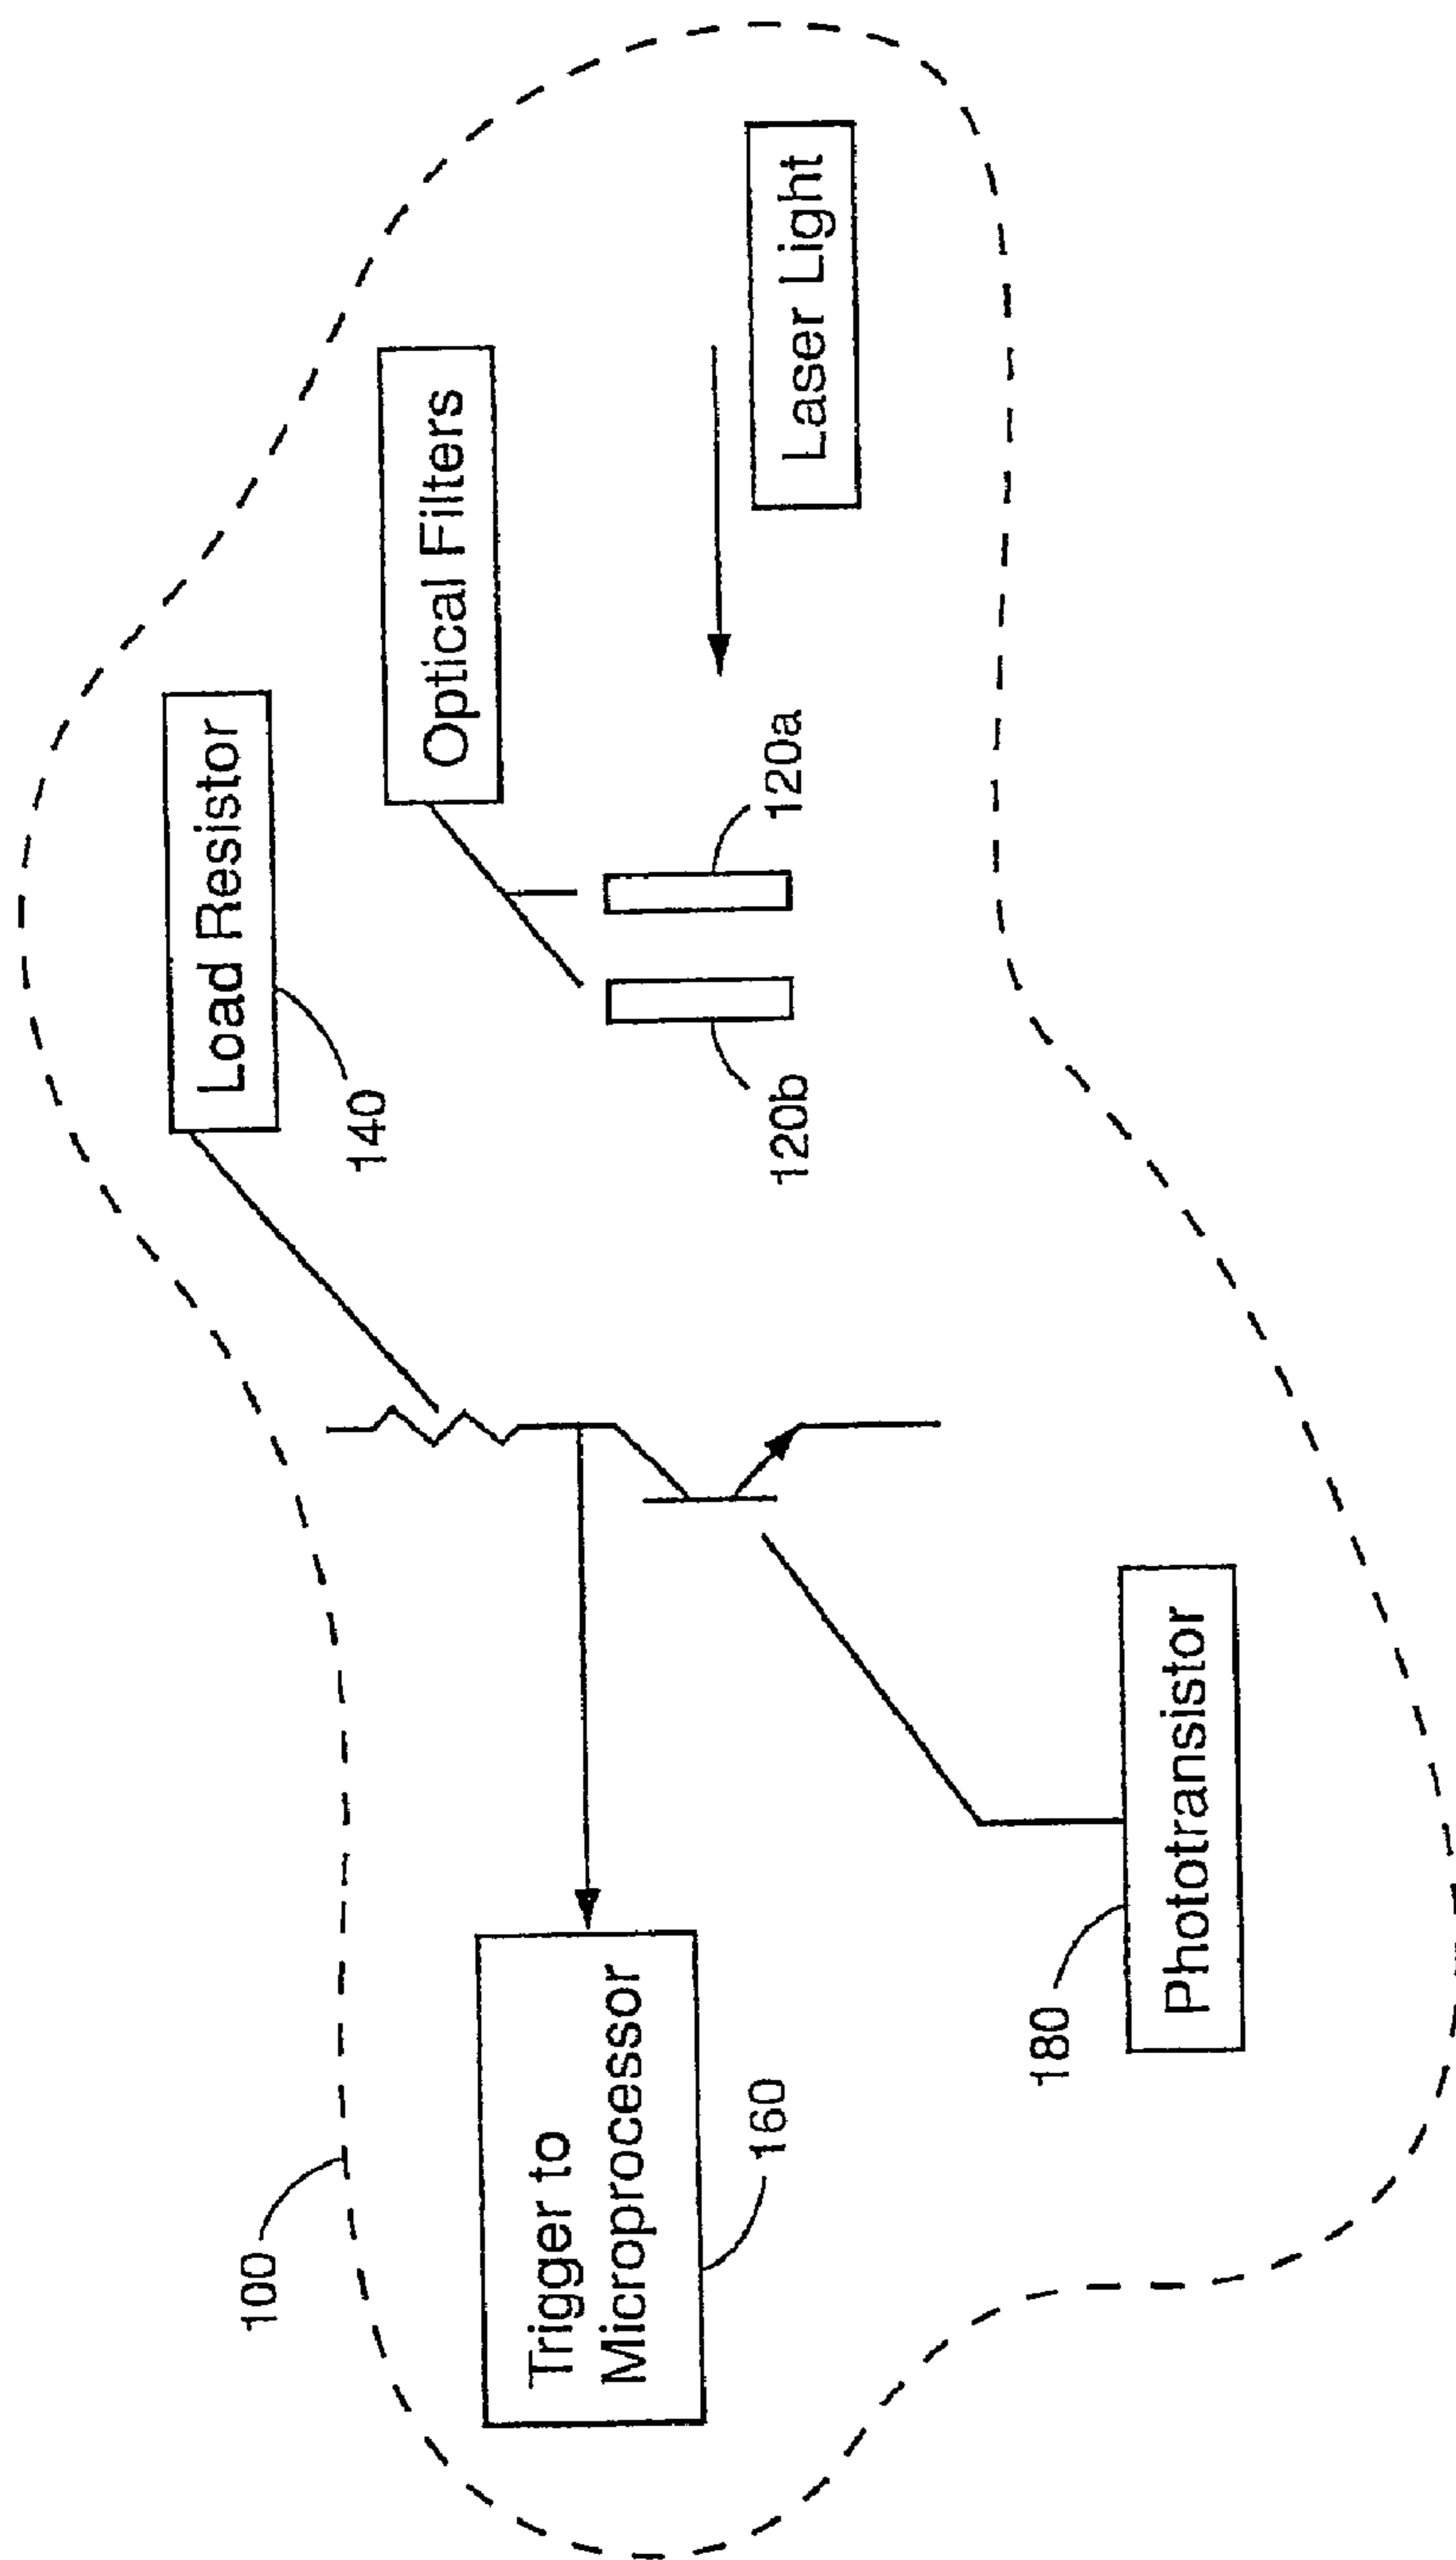 100
Load Resistor
140
Optical Filters
Trigger to
Microprocessor
160
120b
120a
Laser Light
180
Phototransistor